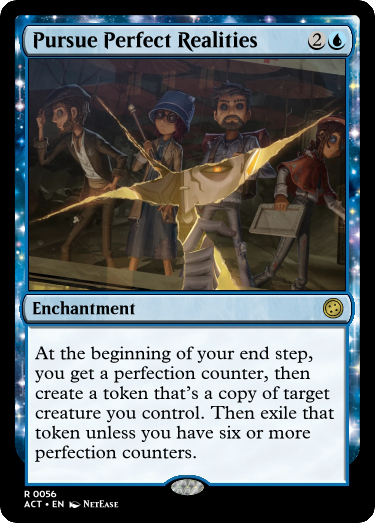 Pursue Perfect Realities 2
Enchantment
At the beginning of your end step,
you get a perfection counter, then
create a token that's a copy of target
creature you control. Then exile that
token unless you have six or more
perfection counters.
R 0056
ACT • EN NETEASE